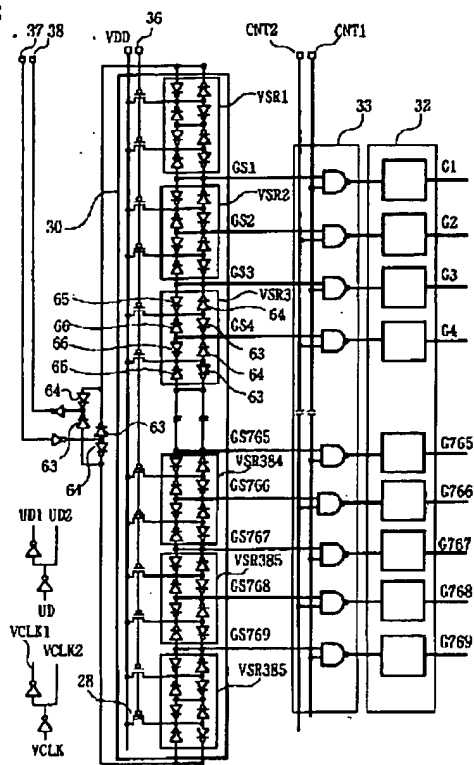 37 38
VDD
36
CNT2
CNT1
VSR1
33
32
GS1
G1
30
VSR2
GS2
G2
GS3
G3
65
VSR3
64
66
GS4
G4
63
66
64
65
63
64
63
63
64
GS765
G765
VSR384
GS766
G766
UD1 UD2
GS767
G767
UD
VSR385
GS768
G768
VCLK1
VCLK2
GS769
G769
28
VSR385
VCLK